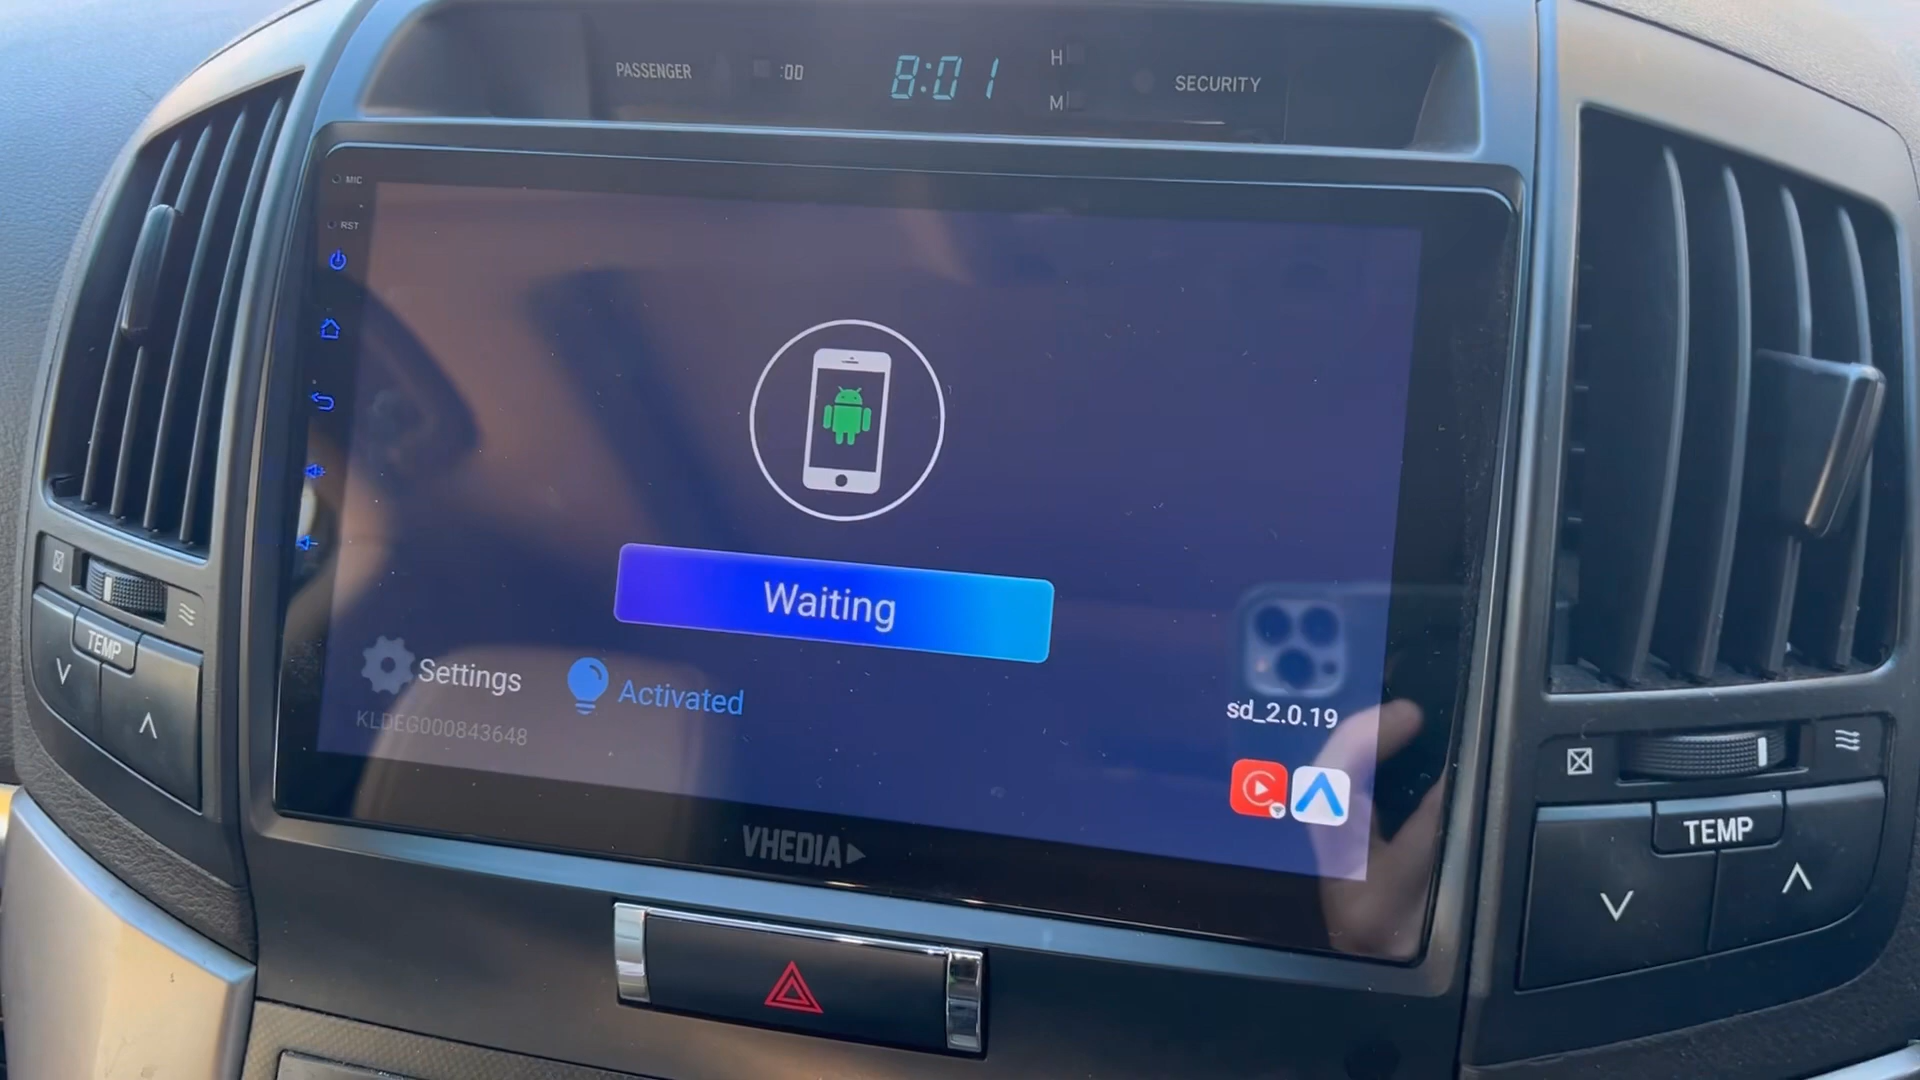 PASSENGER
:00
8:01
H
M
SECURITY
MIC
RST
Waiting
Settings
Activated
KLDEG000843648
sd_2.0.19
VHEDIA
TEMP
TEMP